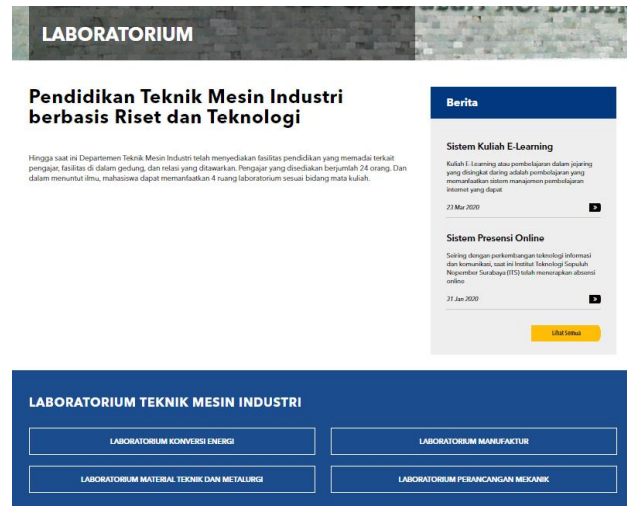 LABORATORIUM
Pendidikan Teknik Mesin Industri
berbasis Riset dan Teknologi
Hingga saat ini Departemen Teknik Mesin Industri telah menyediakan fasilitas pendidikan yang memadai terkait
pengajar, fasilitas di dalam gedung, dan relasi yang ditawarkan. Pengajar yang disediakan berjumlah 24 orang. Dan
dalam menuntut ilmu, mahasiswa dapat memanfaatkan 4 ruang laboratorium sesuai bidang mata kuliah.
Berita
Sistem Kuliah E-Learning
Kuliah E- Learning atau pembelajaran dalam jejaring
yang disingkat daring adalah pembelajaran yang
memanfaatkan sistem manajemen pembelajaran
internet yang dapat
23 Mar 2020
Sistem Presensi Online
Seiring dengan perkembangan teknologi informasi
dan komunikasi, saat ini Institut Teknologi Sepuluh
Nopember Surabaya (ITS) telah menerapkan absensi
online
31 Jan 2020
Lihat Semua
LABORATORIUM TEKNIK MESIN INDUSTRI
LABORATORIUM KONVERSI ENERGI
LABORATORIUM MANUFAKTUR
LABORATORIUM MATERIAL TEKNIK DAN METALURGI
LABORATORIUM PERANCANGAN MEKANIK